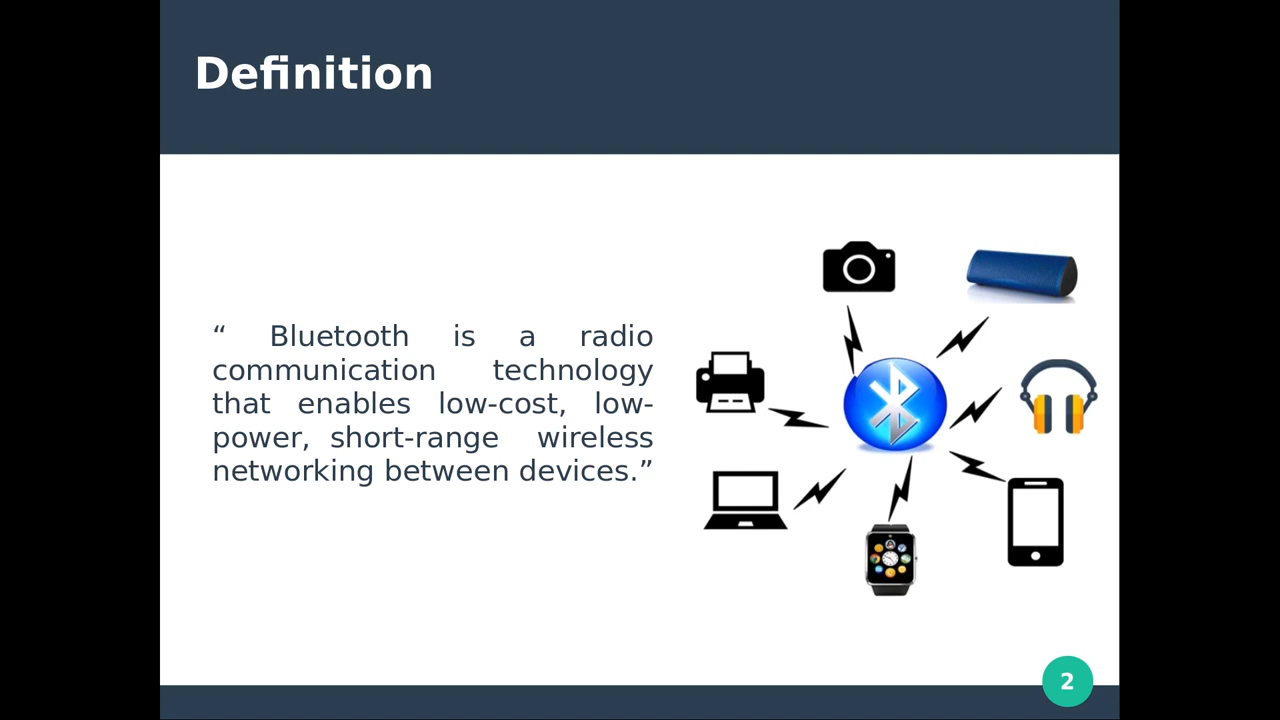 Definition
“ Bluetooth is a radio
communication technology
that enables low-cost, low-
power, short-range wireless
networking between devices.”
2